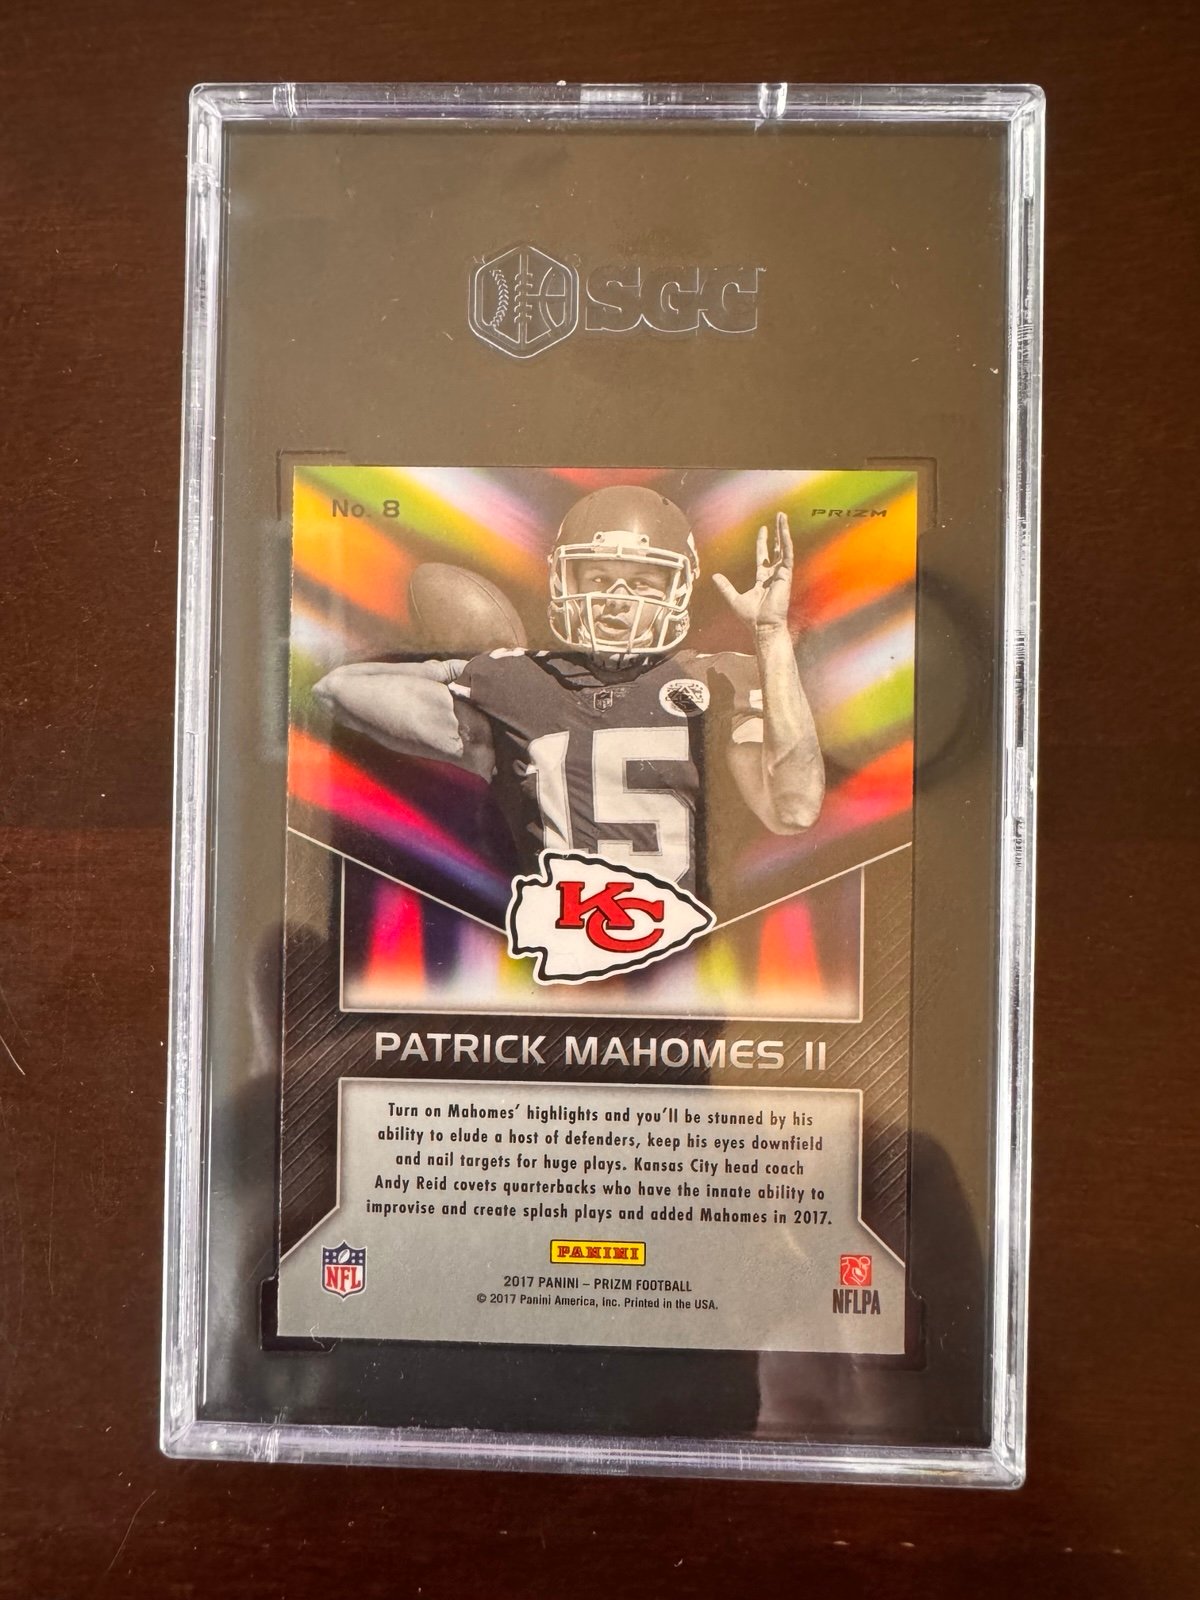 SGC
No. 8
PRIZM
15
KC
PATRICK MAHOMES II
Turn on Mahomes' highlights and you'll be stunned by his
ability to elude a host of defenders, keep his eyes downfield
and nail targets for huge plays. Kansas City head coach
Andy Reid covets quarterbacks who have the innate ability to
improvise and create splash plays and added Mahomes in 2017.
PANINI
NFL
2017 PANINI – PRIZM FOOTBALL
© 2017 Panini America, Inc. Printed in the USA.
NFLPA